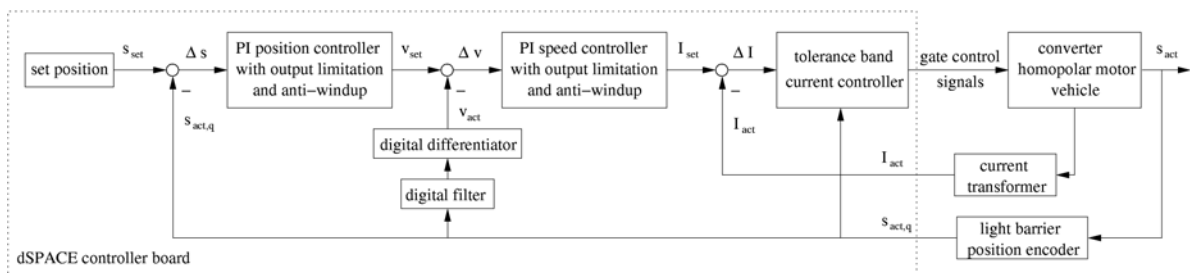 set position
s set
Δ s
PI position controller
with output limitation
and anti−windup
v set
Δ v
PI speed controller
with output limitation
and anti−windup
I set
Δ I
tolerance band
current controller
gate control
signals
converter
homopolar motor
vehicle
s act
−
s act,q
−
v act
−
I act
digital differentiator
digital filter
I act
current
transformer
s act,q
light barrier
position encoder
dSPACE controller board